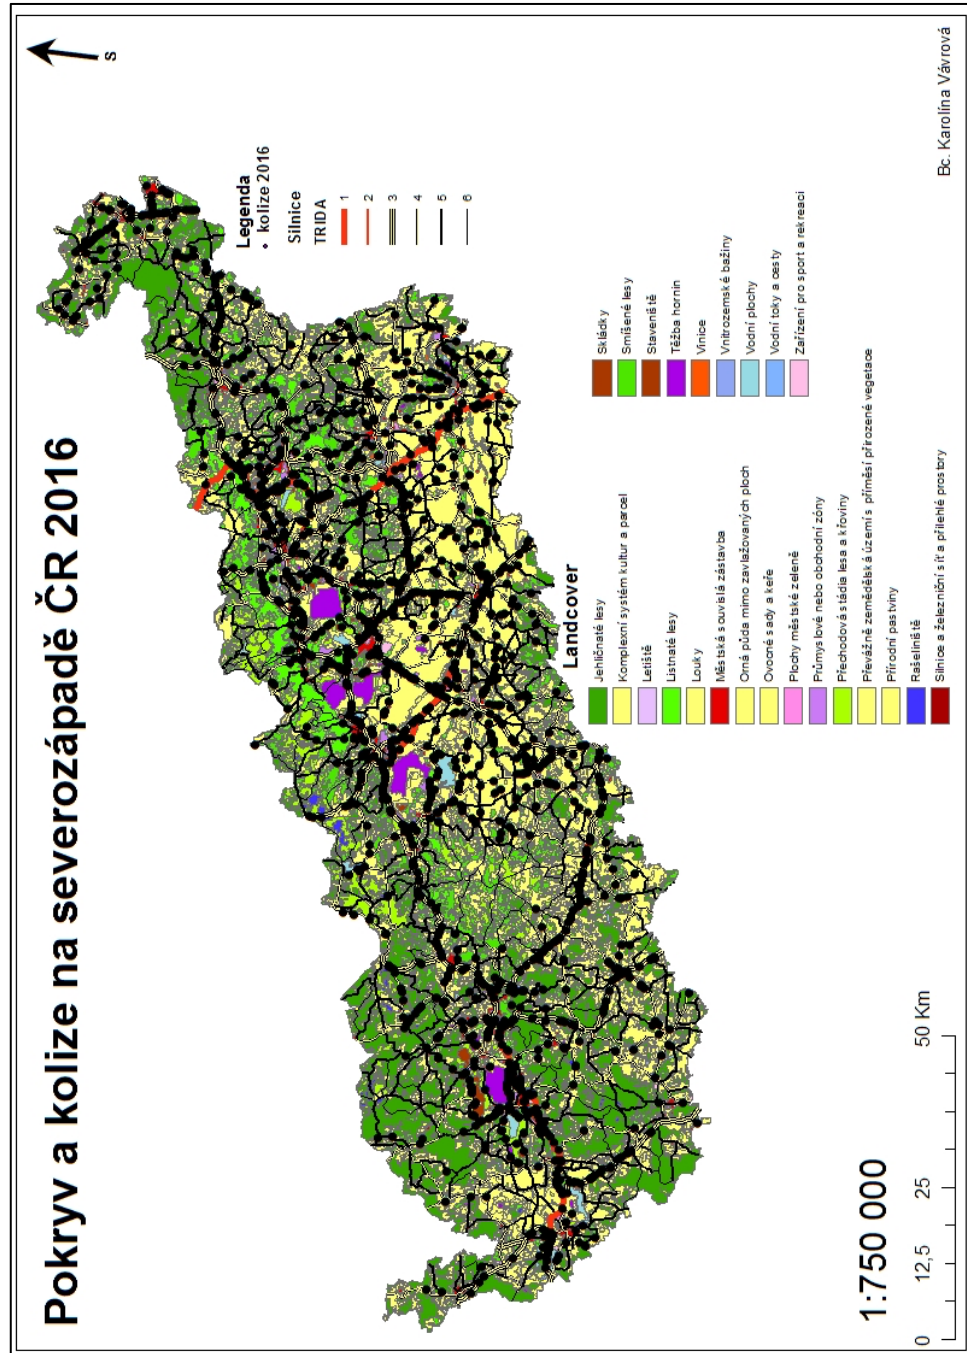 Pokryv a kolize na severozápadě ČR 2016
S
Legenda
kolize 2016
Silnice
TRIDA
1
2
3
4
5
6
Landcover
Jehličnaté lesy
Komplexní systém kultur a parcel
Letiště
Listnaté lesy
Louky
Městská souvislá zástavba
Orná půda mimo zavlažovaných ploch
Ovocné sady a keře
Plochy městské zeleně
Průmyslové nebo obchodní zóny
Přechodová stádia lesa a křoviny
Převážně zemědělská území s příměsí přirozené vegetace
Přírodní pastviny
Rašeliniště
Silnice a železniční síť a přilehlé prostory
Skládky
Smíšené lesy
Staveniště
Těžba hornin
Vinice
Vnitrozemské bažiny
Vodní plochy
Vodní toky a cesty
Zařízení pro sport a rekreaci
1:750 000
0 12,5 25 50 Km
Bc. Karolína Vávrová